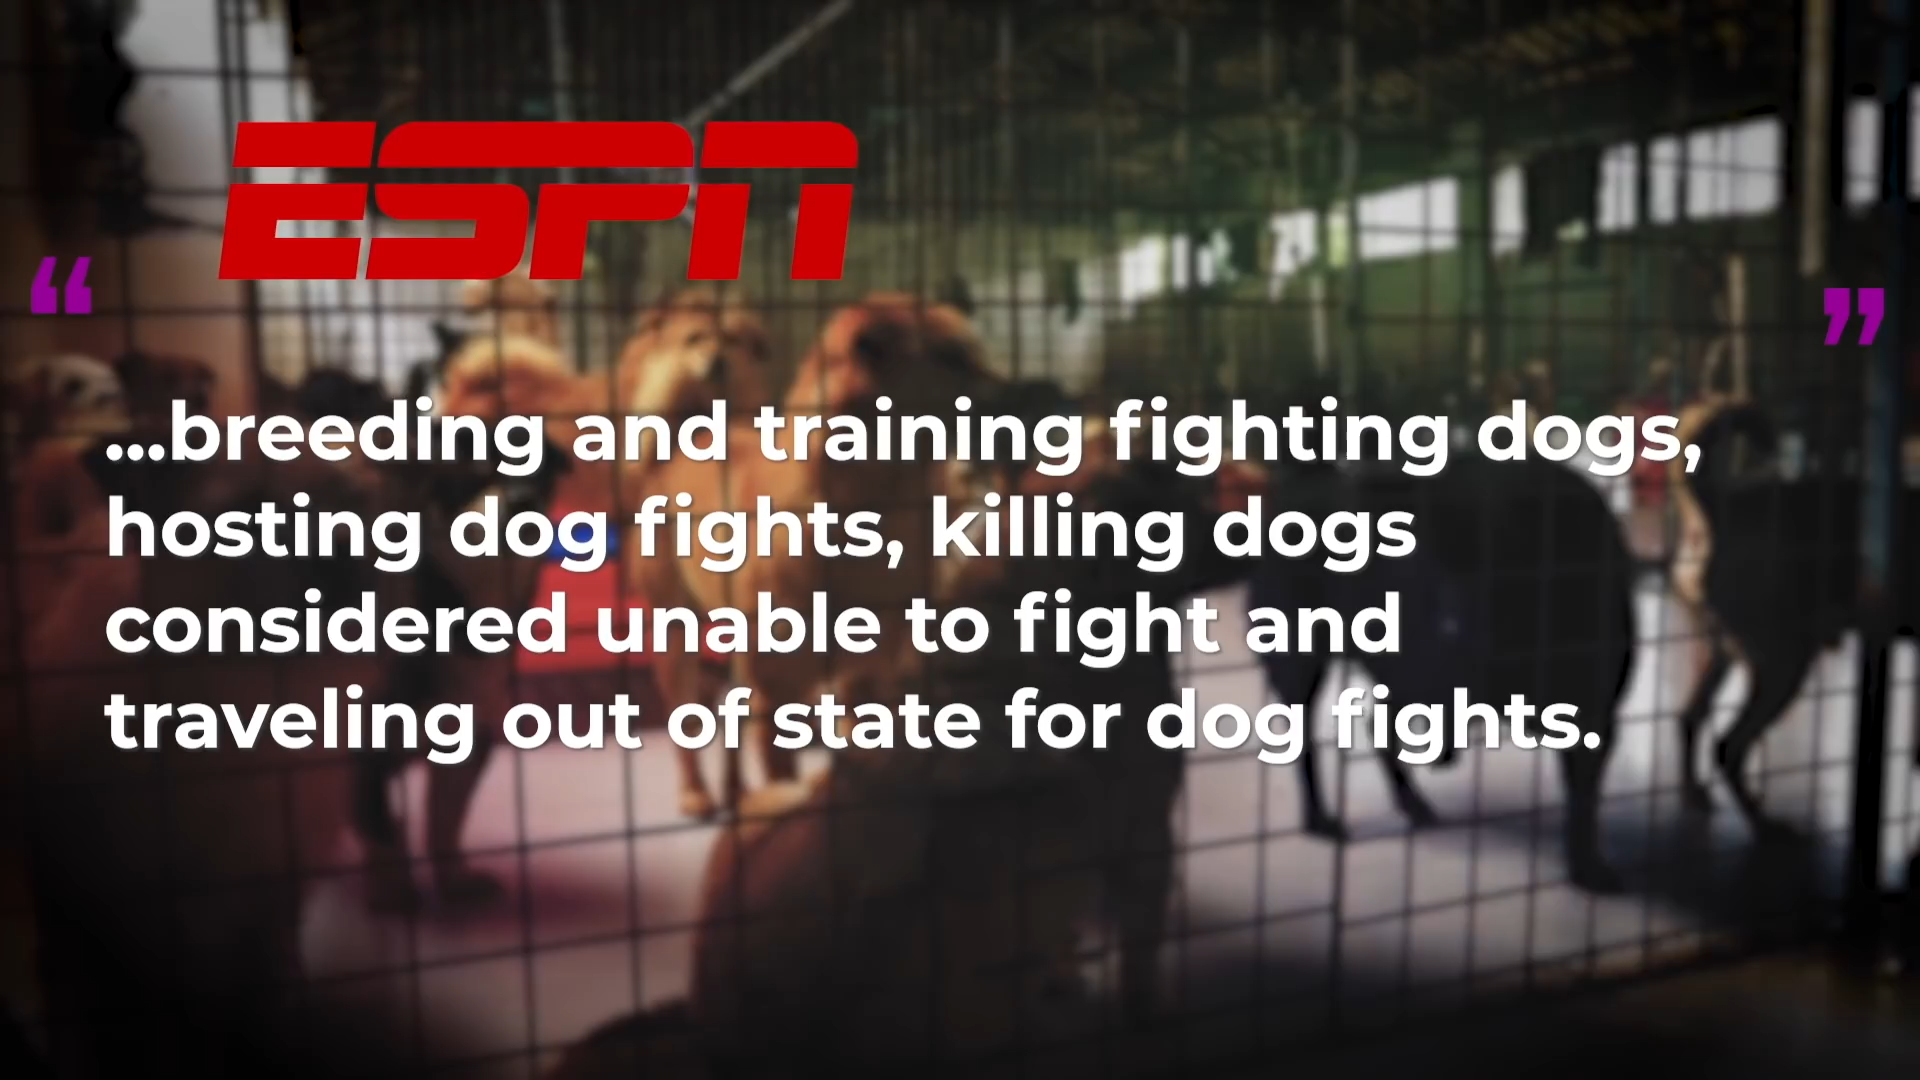 ESPN
“ ”
...breeding and training fighting dogs,
hosting dog fights, killing dogs
considered unable to fight and
traveling out of state for dog fights.